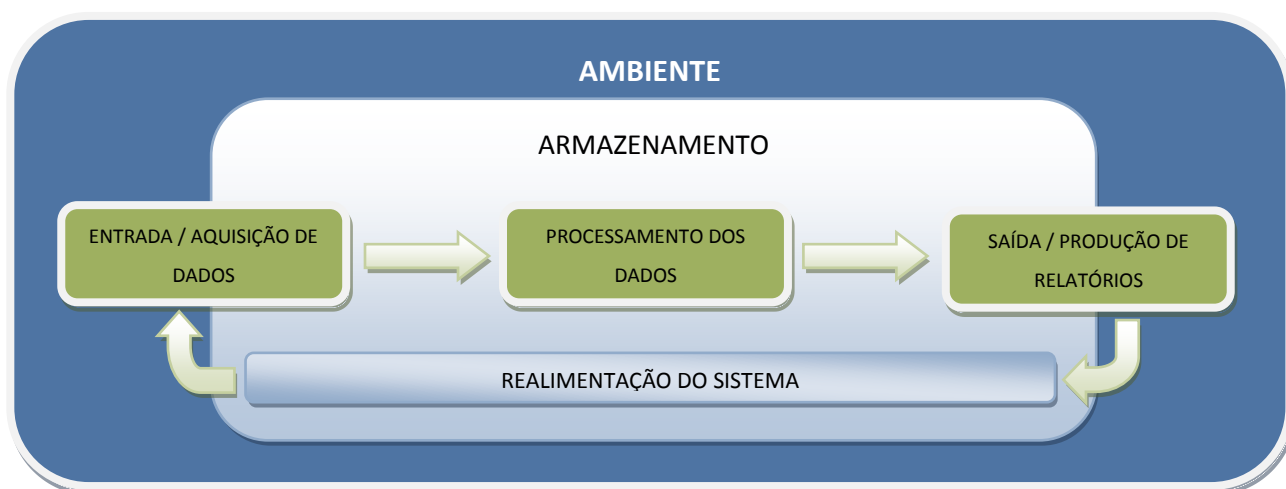 AMBIENTE
ARMAZENAMENTO
ENTRADA / AQUISIÇÃO DE
DADOS
PROCESSAMENTO DOS
DADOS
SAÍDA / PRODUÇÃO DE
RELATÓRIOS
REALIMENTAÇÃO DO SISTEMA